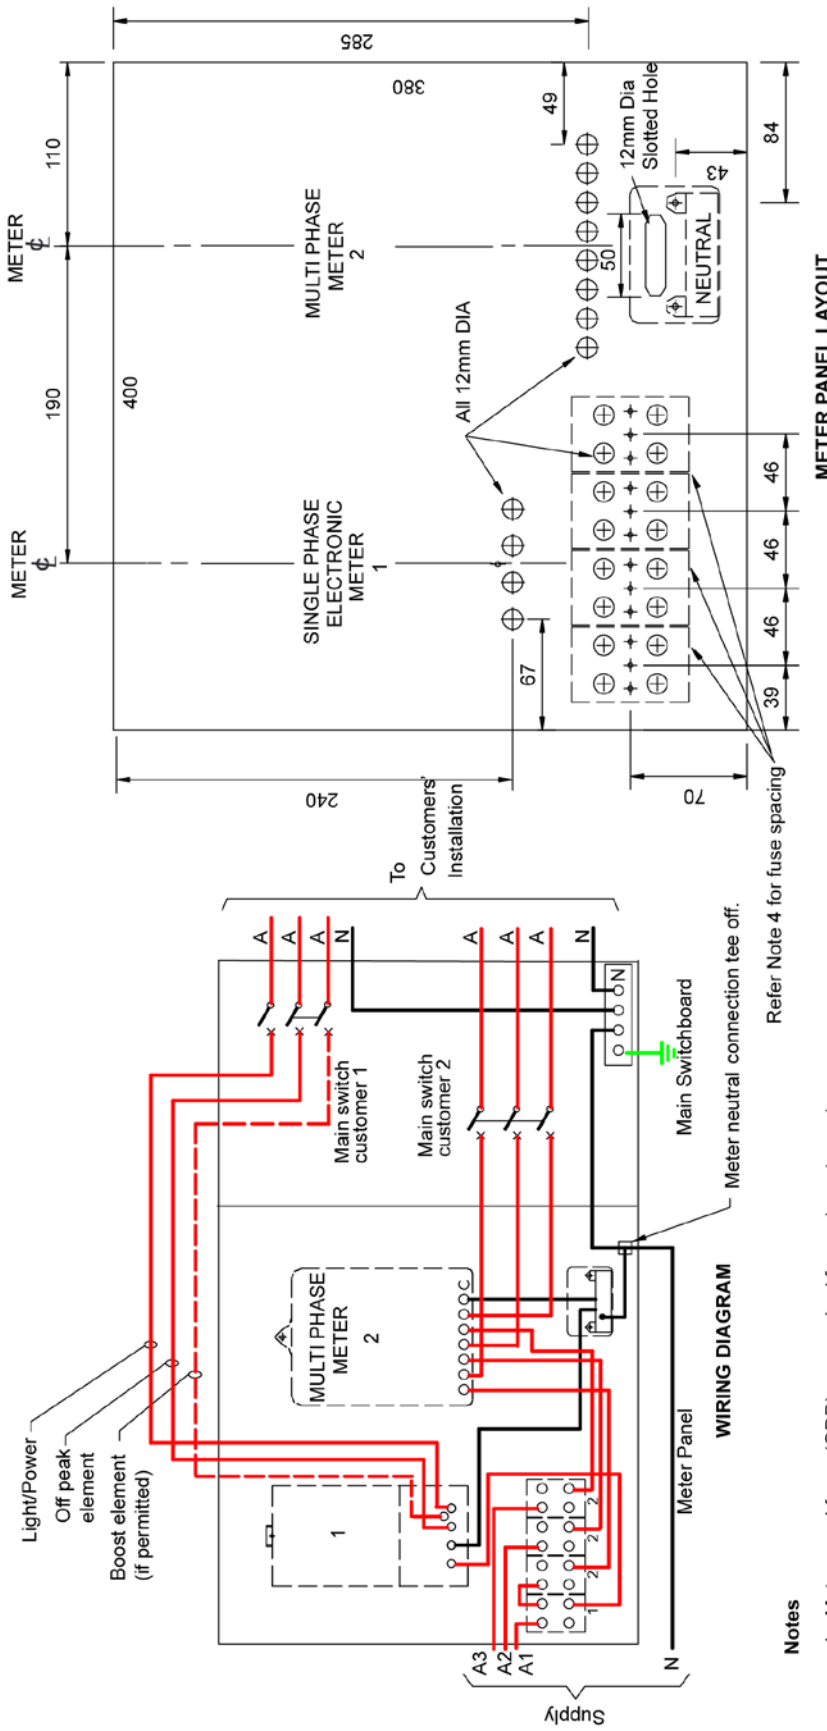 Light/Power
Off peak
element
Boost element
(if permitted)
1
MULTI PHASE
METER
2
C
Main switch
customer 1
Main switch
customer 2
A
A
A
N
A
A
A
N
To
Customers'
Installation
N
Main Switchboard
Meter neutral connection tee off.
A3
A2
A1
N
Supply
1
2
2
2
Meter Panel
WIRING DIAGRAM
METER
METER
190
110
400
380
285
240
SINGLE PHASE
ELECTRONIC
METER
1
MULTI PHASE
METER
2
All 12mm DIA
67
49
50
12mm Dia
Slotted Hole
NEUTRAL
43
84
70
39
46
46
46
Refer Note 4 for fuse spacing
METER PANEL LAYOUT
Notes